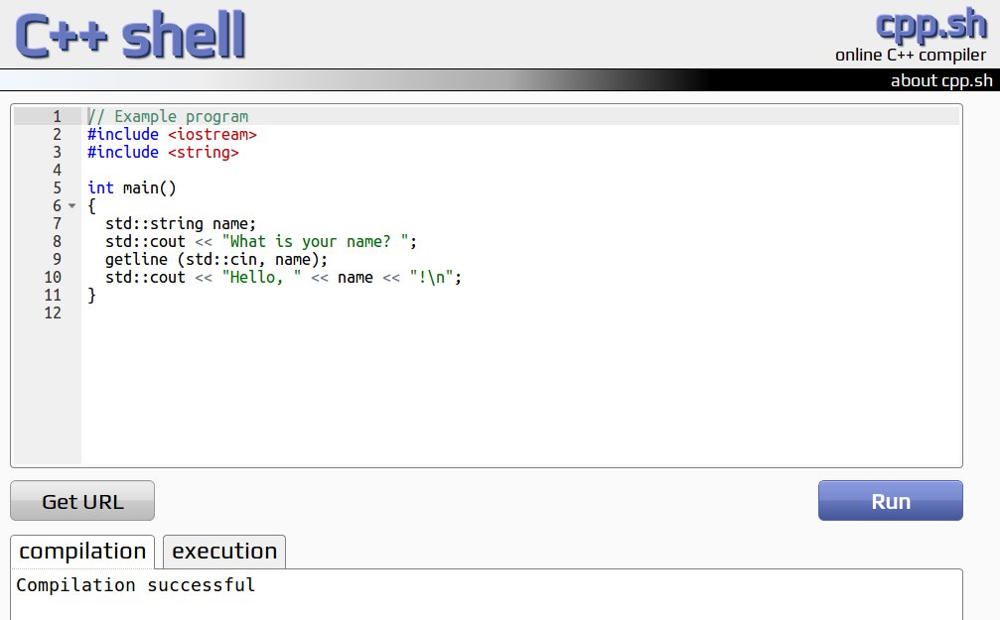 C++ shell
cpp.sh
online C++ compiler
about cpp.sh
1 // Example program
2 #include <iostream>
3 #include <string>
4
5 int main()
6 {
7   std::string name;
8   std::cout << "What is your name? ";
9   getline (std::cin, name);
10   std::cout << "Hello, " << name << "!\n";
11 }
12
Get URL
Run
compilation execution
Compilation successful